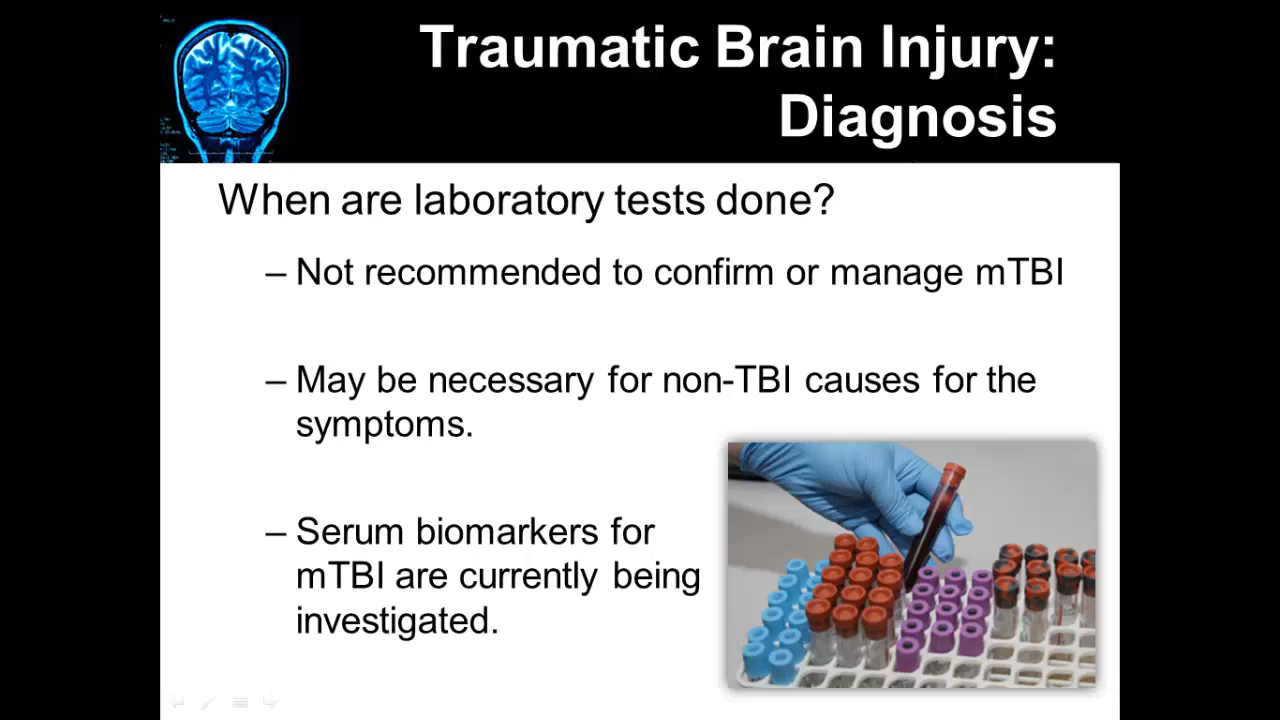 Traumatic Brain Injury:
Diagnosis
When are laboratory tests done?
– Not recommended to confirm or manage mTBI
– May be necessary for non-TBI causes for the
symptoms.
– Serum biomarkers for
mTBI are currently being
investigated.